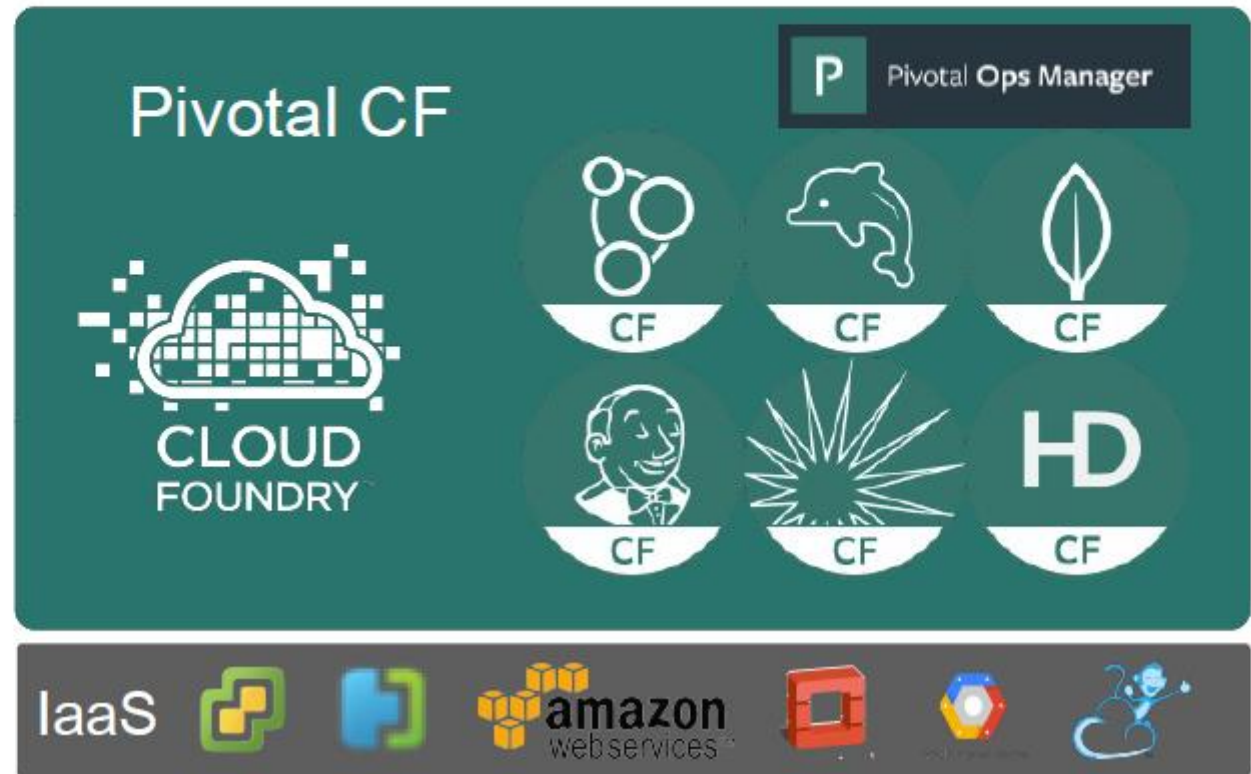 Pivotal CF
P Pivotal Ops Manager
CLOUD
FOUNDRY
CF CF CF
HD
CF CF CF
IaaS
amazon
webservices